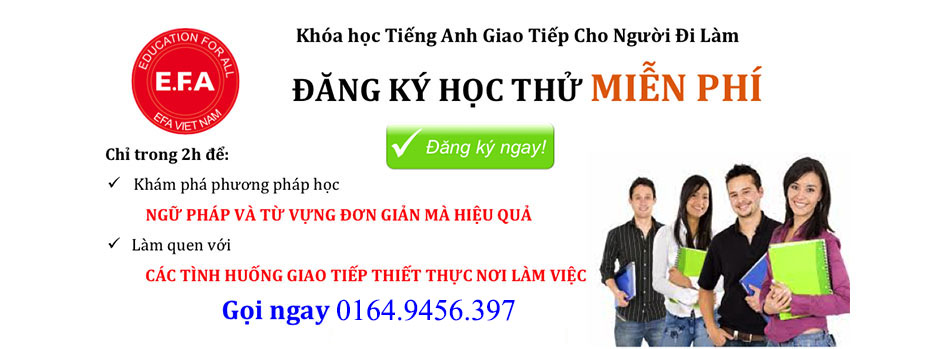 Khóa học Tiếng Anh Giao Tiếp Cho Người Đi Làm
EDUCATION FOR ALL
E.F.A
EFA VIET NAM
ĐĂNG KÝ HỌC THỬ MIỄN PHÍ
Đăng ký ngay!
Chỉ trong 2h để:
Khám phá phương pháp học
NGỮ PHÁP VÀ TỪ VỰNG ĐƠN GIẢN MÀ HIỆU QUẢ
Làm quen với
CÁC TÌNH HUỐNG GIAO TIẾP THIẾT THỰC NƠI LÀM VIỆC
Gọi ngay 0164.9456.397